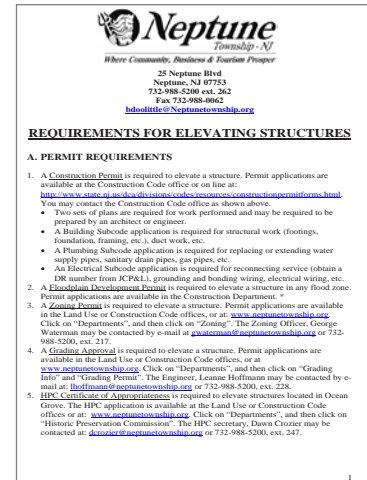 Neptune
Township - NJ
Where Community, Business & Tourism Prosper
25 Neptune Blvd
Neptune, NJ 07753
732-988-5200 ext. 262
Fax 732-988-0062
bdoolittle@Neptunetownship.org
REQUIREMENTS FOR ELEVATING STRUCTURES
A. PERMIT REQUIREMENTS
1. A Construction Permit is required to elevate a structure. Permit applications are
available at the Construction Code office or on line at:
http://www.state.nj.us/dca/divisions/codes/resources/constructionpermitforms.html.
You may contact the Construction Code office as shown above.
• Two sets of plans are required for work performed and may be required to be
prepared by an architect or engineer.
• A Building Subcode application is required for structural work (footings,
foundation, framing, etc.), duct work, etc.
• A Plumbing Subcode application is required for replacing or extending water
supply pipes, sanitary drain pipes, gas pipes, etc.
• An Electrical Subcode application is required for reconnecting service (obtain a
DR number from JCP&L), grounding and bonding wiring, electrical wire, etc.
2. A Floodplain Development Permit is required to elevate a structure in any flood zone.
Permit applications are available in the Construction Department. *
3. A Zoning Permit is required to elevate a structure. Permit applications are available
in the Land Use or Construction Code offices, or at: www.neptunetownship.org.
Click on “Departments”, and then click on “Zoning”. The Zoning Officer, George
Waterman may be contacted by e-mail at gwaterman@neptunetownship.org or 732-
988-5200, ext. 217.
4. A Grading Approval is required to elevate a structure. Permit applications are
available in the Land Use or Construction Code offices, or at
www.neptunetownship.org. Click on “Departments”, and then click on “Grading
Info” and “Grading Permit”. The Engineer, Leanne Hoffmann may be contacted by e-
mail at: lhoffmann@neptunetownship.org or 732-988-5200, ext. 228.
5. HPC Certificate of Appropriateness is required to elevate structures located in Ocean
Grove. The HPC application is available at the Land Use or Construction Code
offices or at: www.neptunetownship.org. Click on “Departments”, and then click on
“Historic Preservation Commission”. The HPC secretary, Dawn Crozier may be
contacted at: dcrozier@neptunetownship.org or 732-988-5200, ext. 247.
1